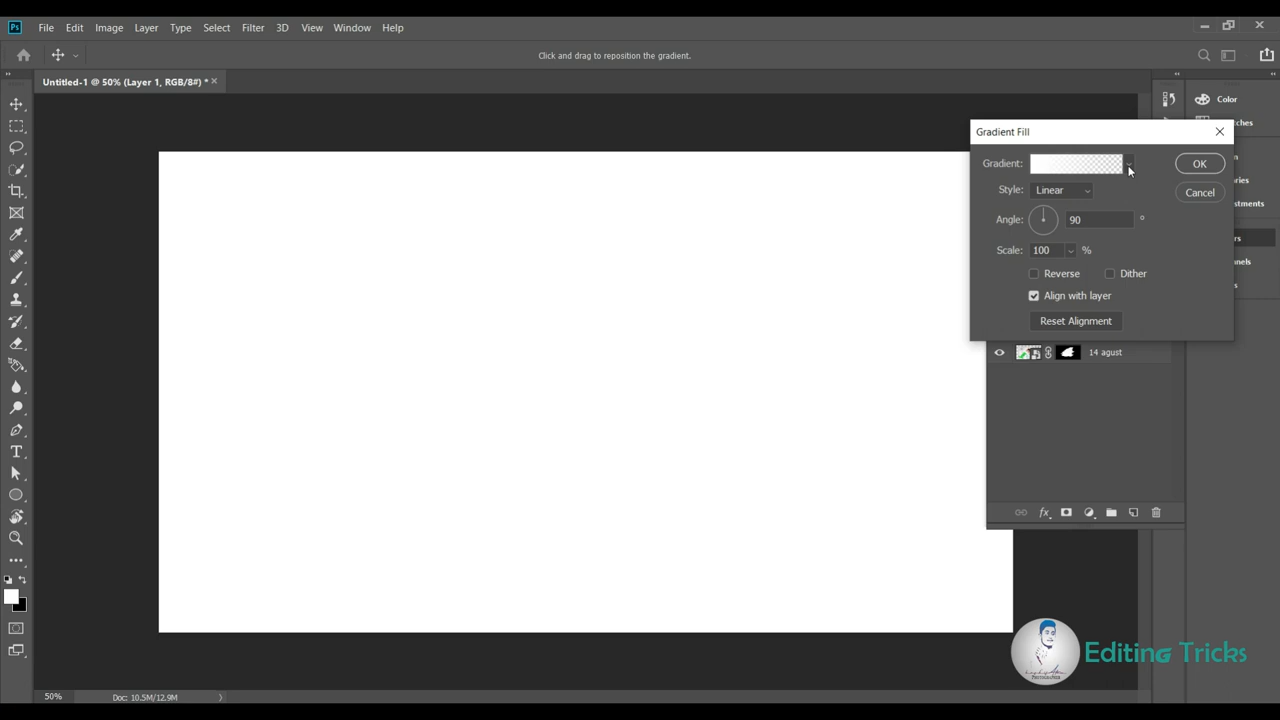 Ps File Edit Image Layer Type Select Filter 3D View Window Help
Click and drag to reposition the gradient.
Untitled-1 @ 50% (Layer 1, RGB/8#) *
Color
Gradient Fill
Gradient: OK
Style: Linear Cancel
Angle: 90 °
Scale: 100 %
Reverse Dither
Align with layer
Reset Alignment
14 agust
fx
Editing Tricks
50% Doc: 10.5M/12.9M